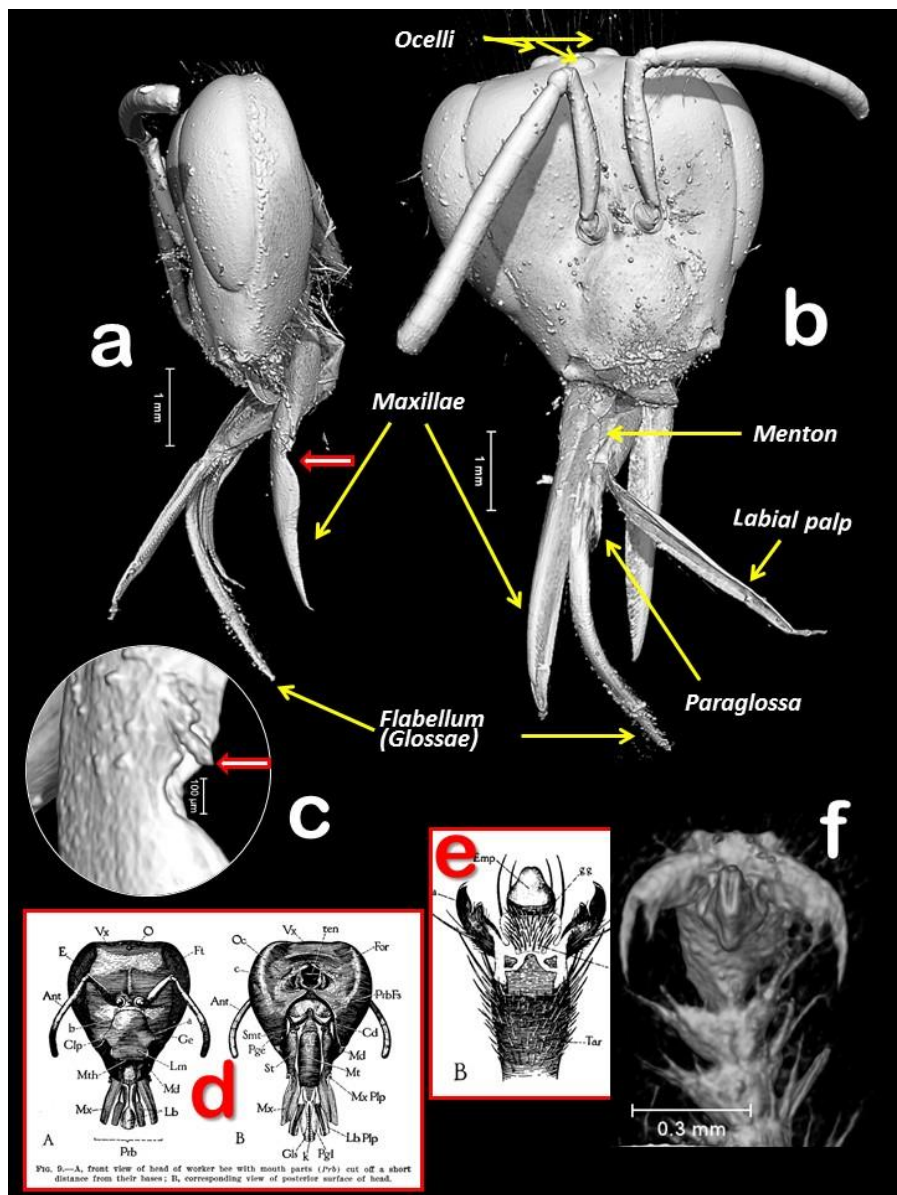 Ocelli
a
b
1 mm
Maxillae
Menton
1 mm
Labial palp
Paraglossa
Flabellum
(Glossae)
100 µm
c
d
Vx O
E Ft
Ant
b a
Clp Ge
Lm
Mth Md
Mx Lb
A
Prb
Vx ten
Oc For
c
PrbFs
Ant
Smt Cd
Pge Md
St Mt
Mx Plp
Mx
Lb Plp
Gls k Pgl
B
FIG. 9.—A, front view of head of worker bee with mouth parts (Prb) cut off a short
distance from their bases; B, corresponding view of posterior surface of head.
e
Emp
gg
Tar
B
f
0.3 mm